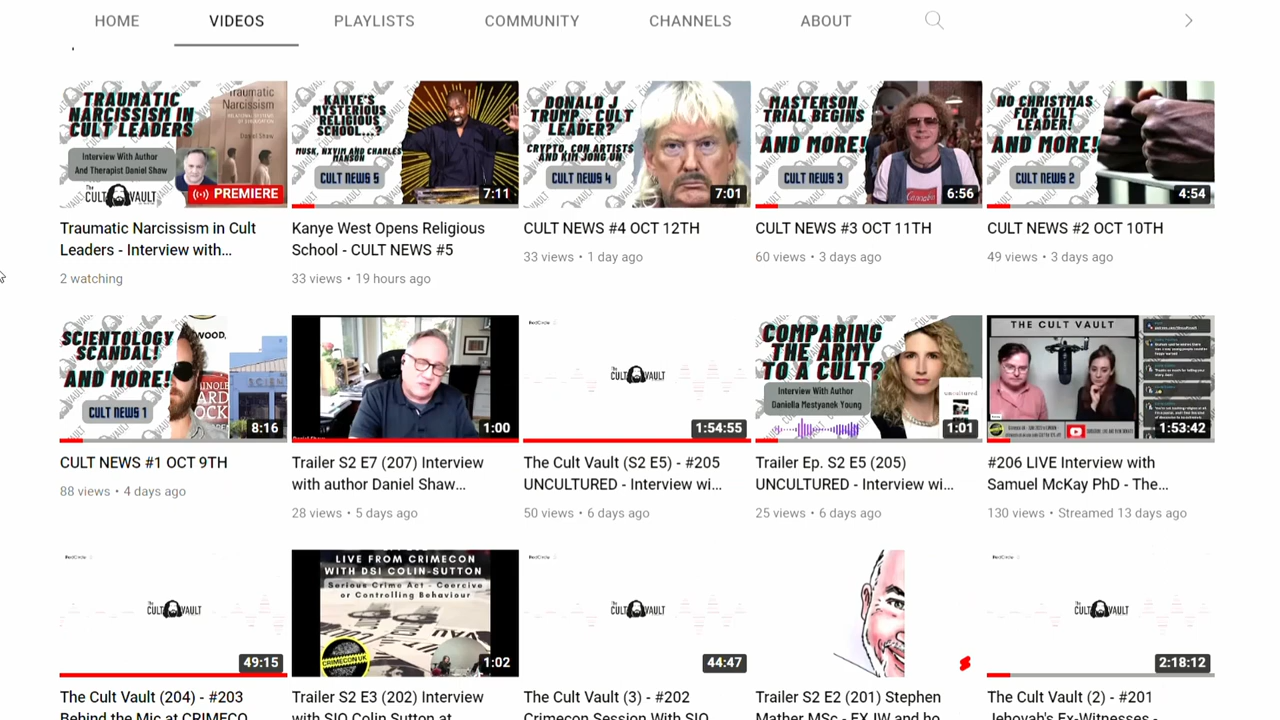 HOME VIDEOS PLAYLISTS COMMUNITY CHANNELS ABOUT
TRAUMATIC
NARCISSISM IN
CULT LEADERS
Traumatic
Narcissism
Daniel Shaw
Interview With Author
And Therapist Daniel Shaw
The
CULT VAULT
PREMIERE
KANYE'S
MYSTERIOUS
RELIGIOUS
SCHOOL...?
MUSK, NXVIM AND CHARLES
MANSON
CULT NEWS 5
7:11
DONALD J
TRUMP.. CULT
LEADER?
CRYPTO, CON ARTISTS
AND KIM JONG UN
CULT NEWS 4
7:01
MASTERSON
TRIAL BEGINS
AND MORE!
CULT NEWS 3
6:56
NO CHRISTMAS
FOR CULT
LEADER!
AND MORE!
CULT NEWS 2
4:54
Traumatic Narcissism in Cult
Leaders - Interview with...
2 watching
Kanye West Opens Religious
School - CULT NEWS #5
33 views • 19 hours ago
CULT NEWS #4 OCT 12TH
33 views • 1 day ago
CULT NEWS #3 OCT 11TH
60 views • 3 days ago
CULT NEWS #2 OCT 10TH
49 views • 3 days ago
SCIENTOLOGY
SCANDAL!
AND MORE!
CULT NEWS 1
8:16
1:00
RedCircle
The
CULT VAULT
1:54:55
COMPARING
THE ARMY
TO A CULT?
Interview With Author
Daniella Mestyanek Young
uncultured
1:01
THE CULT VAULT
1:53:42
CULT NEWS #1 OCT 9TH
88 views • 4 days ago
Trailer S2 E7 (207) Interview
with author Daniel Shaw...
28 views • 5 days ago
The Cult Vault (S2 E5) - #205
UNCULTURED - Interview wi...
50 views • 6 days ago
Trailer Ep. S2 E5 (205)
UNCULTURED - Interview wi...
25 views • 6 days ago
#206 LIVE Interview with
Samuel McKay PhD - The...
130 views • Streamed 13 days ago
RedCircle
The
CULT VAULT
49:15
LIVE FROM CRIMECON
WITH DSI COLIN-SUTTON
Serious Crime Act - Coercive
or Controlling Behaviour
CRIMECON UK
1:02
RedCircle
The
CULT VAULT
44:47
RedCircle
The
CULT VAULT
2:18:12
The Cult Vault (204) - #203
Behind the Mic at CRIMECO
Trailer S2 E3 (202) Interview
with SIO Colin Sutton at
The Cult Vault (3) - #202
Crimecon Session With SIO
Trailer S2 E2 (201) Stephen
Mather MSc - EX JW and ho
The Cult Vault (2) - #201
Jehovah's Ex-Witnesses -